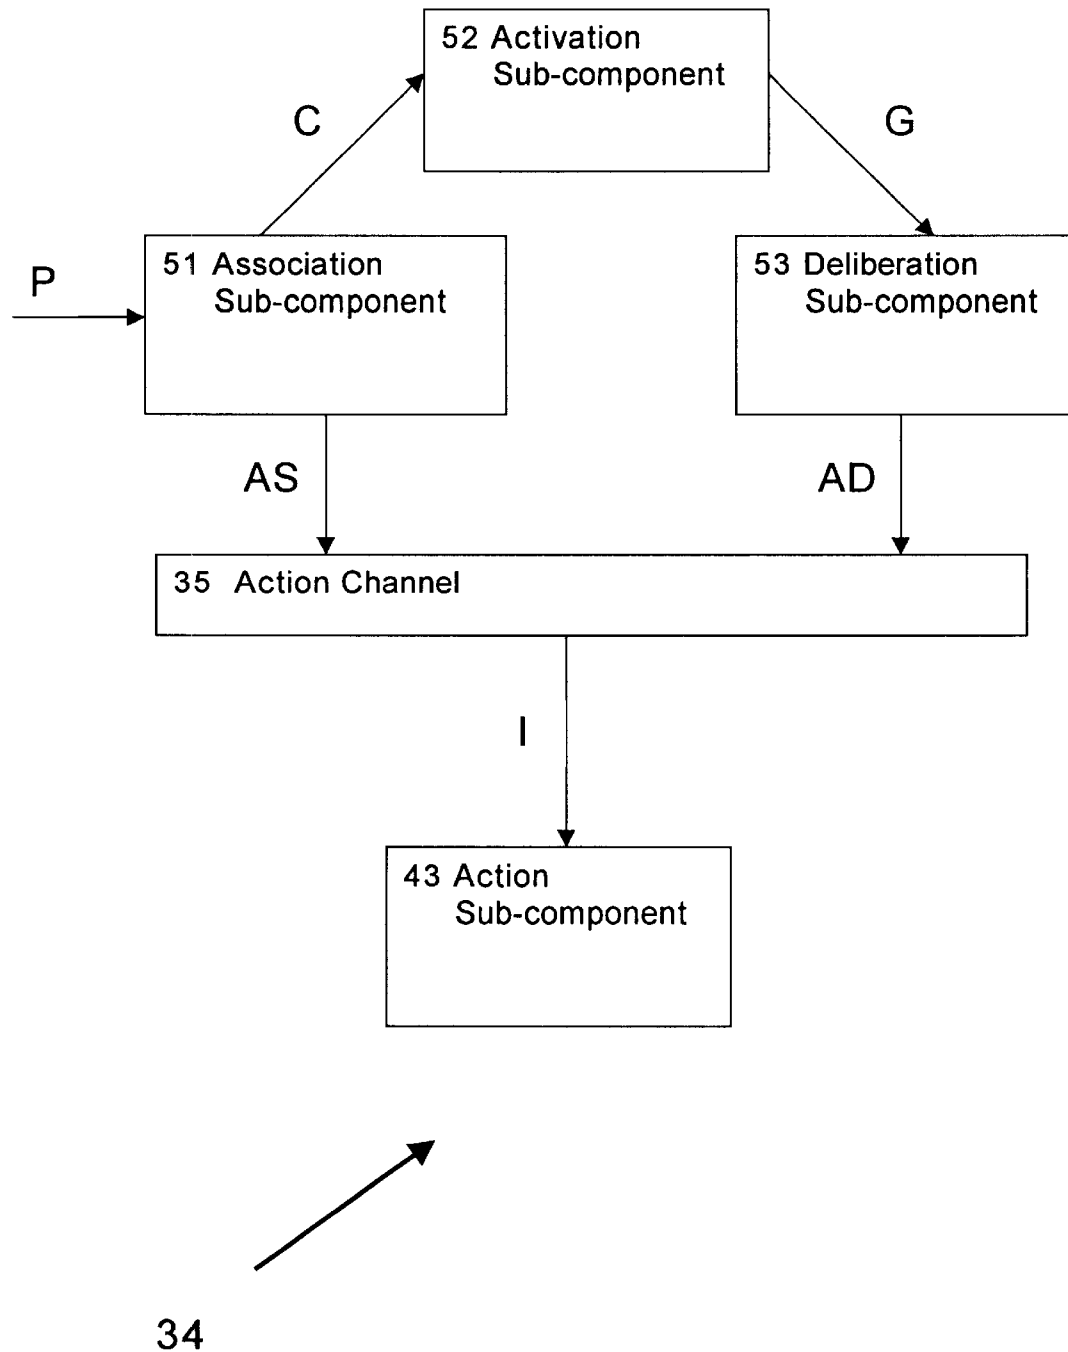 52 Activation
Sub-component
C
G
P
51 Association
Sub-component
53 Deliberation
Sub-component
AS
AD
35 Action Channel
I
43 Action
Sub-component
34